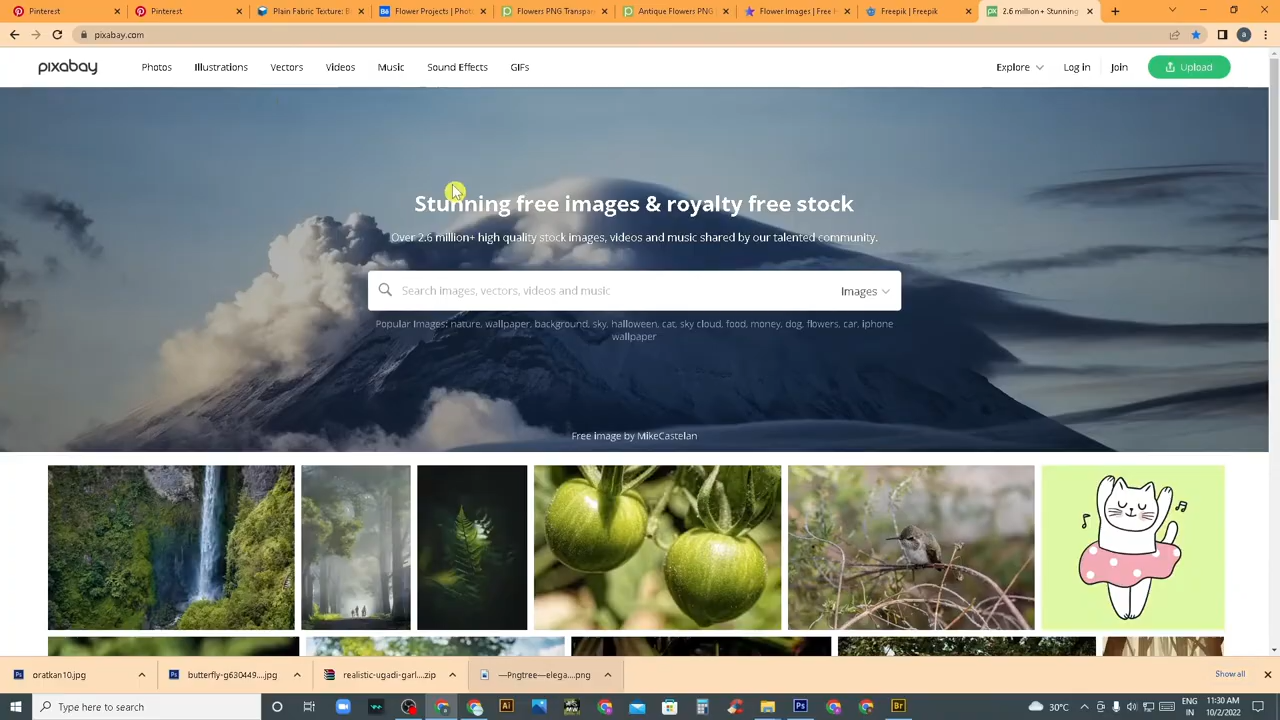 Pinterest
Pinterest
Plain Fabric Texture: B
Flower Projects | Phot
Flowers PNG Transpa
Antique Flowers PNG
Flower Images | Free
Freepik | Freepik
2.6 million+ Stunning
pixabay.com
a
pixabay
Photos
Illustrations
Vectors
Videos
Music
Sound Effects
GIFs
Explore
Log in
Join
Upload
Stunning free images & royalty free stock
Over 2.6 million+ high quality stock images, videos and music shared by our talented community.
Search images, vectors, videos and music
Images
Popular Images: nature, wallpaper, background, sky, halloween, cat, sky cloud, food, money, dog, flowers, car, iphone
wallpaper
Free image by MikeCastelan
oratkan10.jpg
butterfly-g630449....jpg
realistic-ugadi-garl....zip
—Pngtree—elega....png
Show all
Type here to search
Ai
Ps
Br
30°C
ENG
IN
11:30 AM
10/2/2022